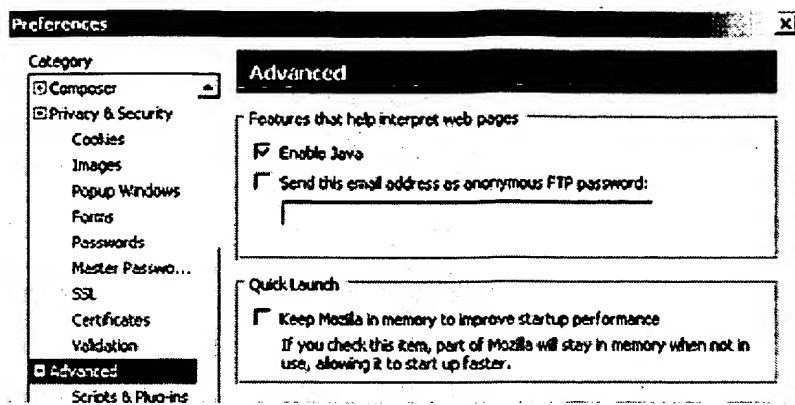 Preferences
Category
Composer
Privacy & Security
Cookies
Images
Popup Windows
Forms
Passwords
Master Passwo...
SSL
Certificates
Validation
Advanced
Scripts & Plug-ins
Advanced
Features that help interpret web pages
Enable Java
Send this email address as anonymous FTP password:
Quick Launch
Keep Mozilla in memory to improve startup performance
If you check this item, part of Mozilla will stay in memory when not in
use, allowing it to start up faster.